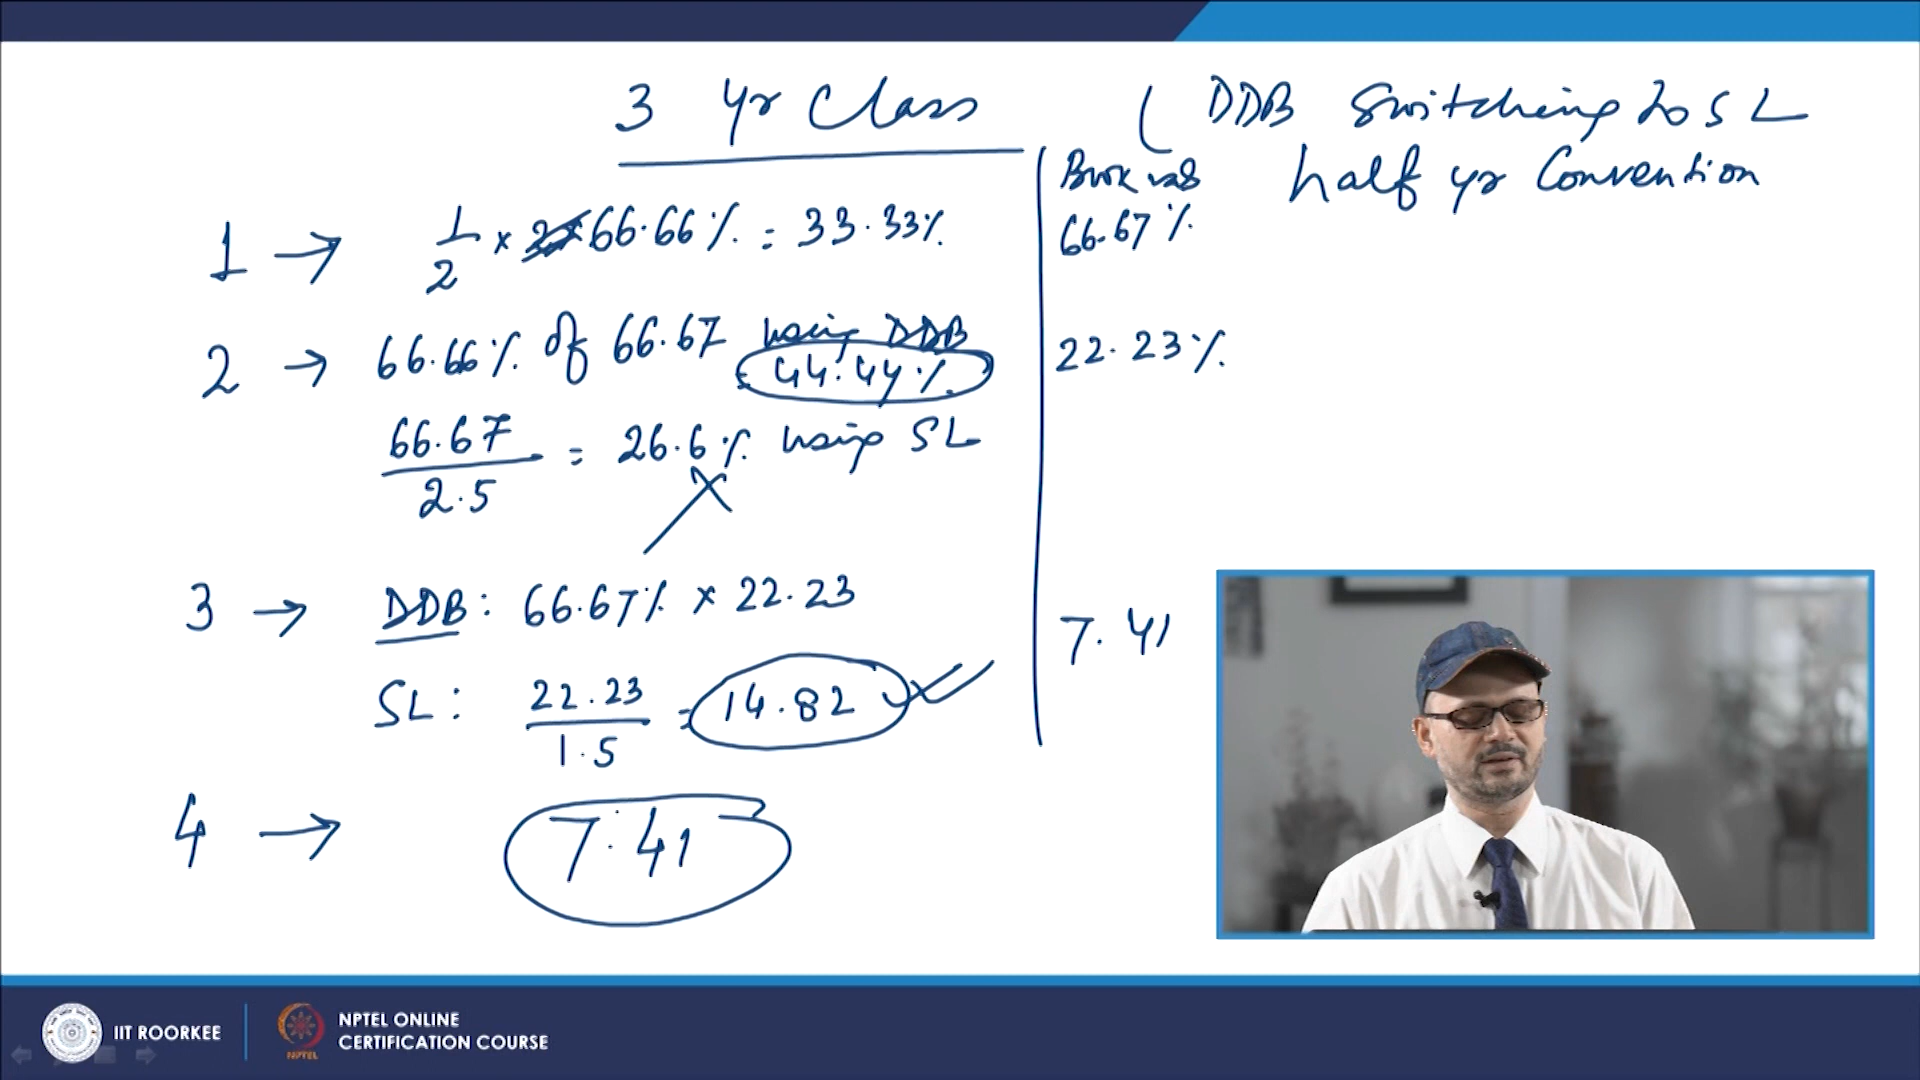 3 yr Class ( DDB Switching to SL
half yr Convention
Book val
1 → 1/2 × 66.66% = 33.33% 66.67%
2 → 66.66% of 66.67 using DDB
= 44.44% 22.23%
66.67/2.5 = 26.6% using SL
3 → DDB: 66.67% × 22.23
7.41
SL: 22.23/1.5 = 14.82
4 → 7.41
IIT ROORKEE
NPTEL
NPTEL ONLINE
CERTIFICATION COURSE